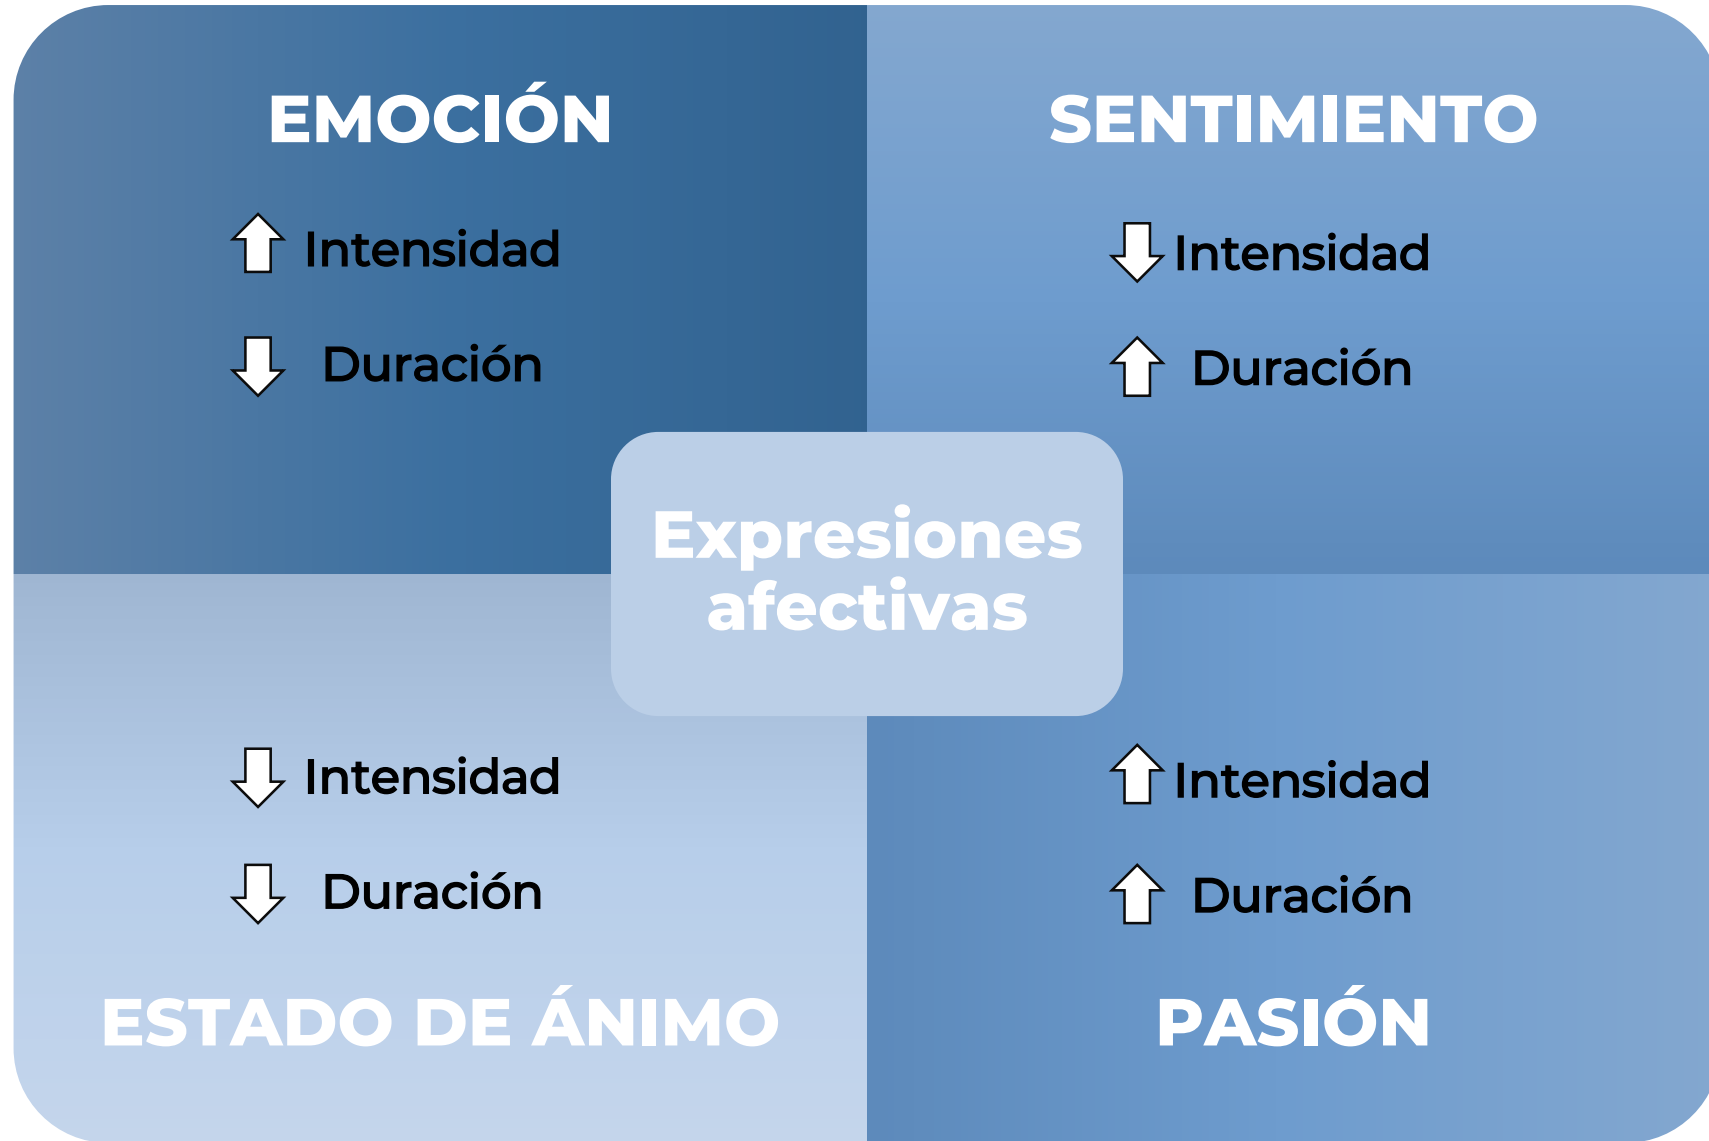 EMOCIÓN
Intensidad
Duración
SENTIMIENTO
Intensidad
Duración
Expresiones
afectivas
Intensidad
Duración
ESTADO DE ÁNIMO
Intensidad
Duración
PASIÓN